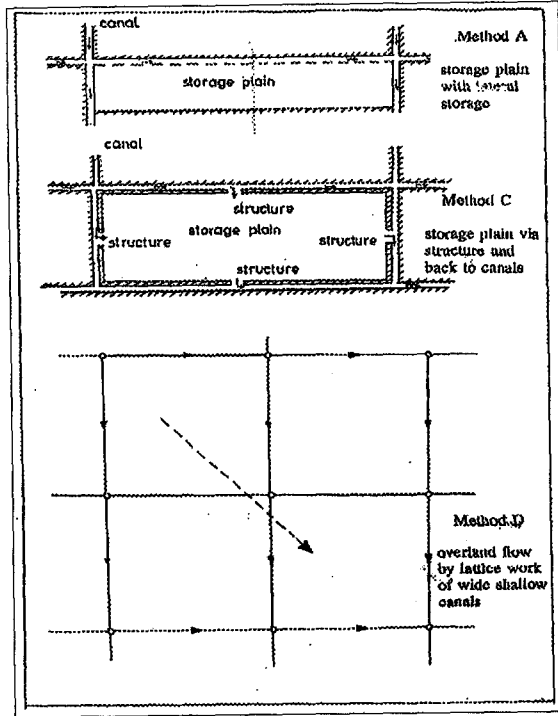 canal
Method A
storage plain
storage plain
with lateral
storage
canal
structure
Method C
storage plain
structure
structure
storage plain via
structure and
back to canals
structure
Method D
overland flow
by lattice work
of wide shallow
canals